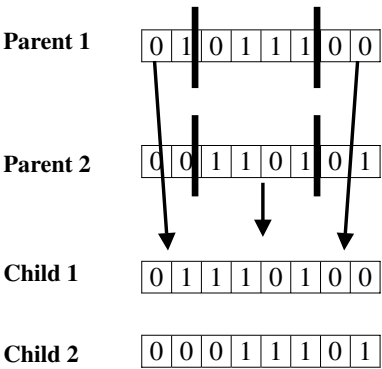 Parent 1 0 1 0 1 1 1 0 0
Parent 2 0 0 1 1 0 1 0 1
Child 1 0 1 1 1 0 1 0 0
Child 2 0 0 0 1 1 1 0 1